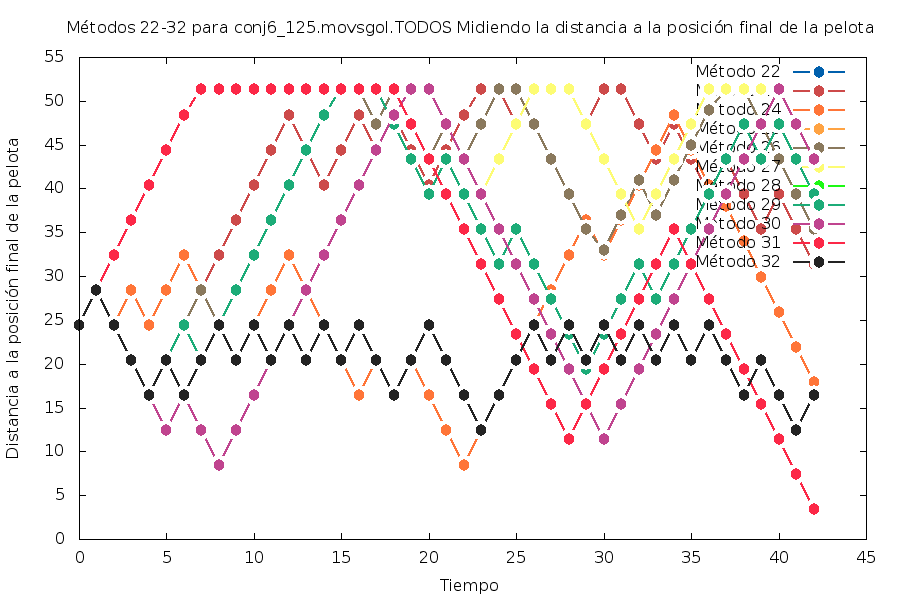 Métodos 22-32 para conj6_125.movsgol.TODOS Midiendo la distancia a la posición final de la pelota
Distancia a la posición final de la pelota
55
50
45
40
35
30
25
20
15
10
5
0
0 5 10 15 20 25 30 35 40 45
Tiempo
Método 22
Método 24
Método 26
Método 27
Método 28
Método 29
Método 30
Método 31
Método 32